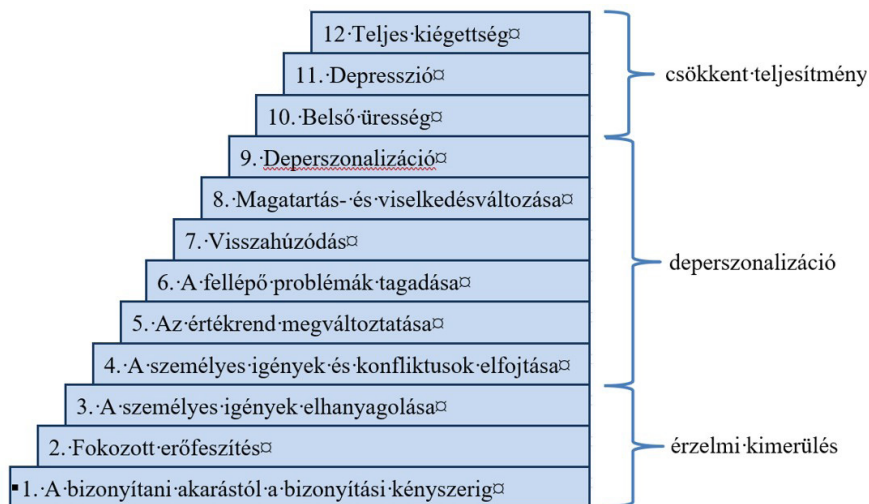 12 Teljes kiégettség¤
11. Depresszió¤
csökkent teljesítmény
10. Belső üresség¤
9. Deperszonalizáció¤
8. Magatartás- és viselkedésváltozása¤
7. Visszahúzódás¤
deperszonalizáció
6. A fellépő problémák tagadása¤
5. Az értékrend megváltoztatása¤
4. A személyes igények és konfliktusok elfojtása¤
3. A személyes igények elhanyagolása¤
2. Fokozott erőfeszítés¤
érzelmi kimerülés
1. A bizonyítani akarástól a bizonyítási kényszerig¤